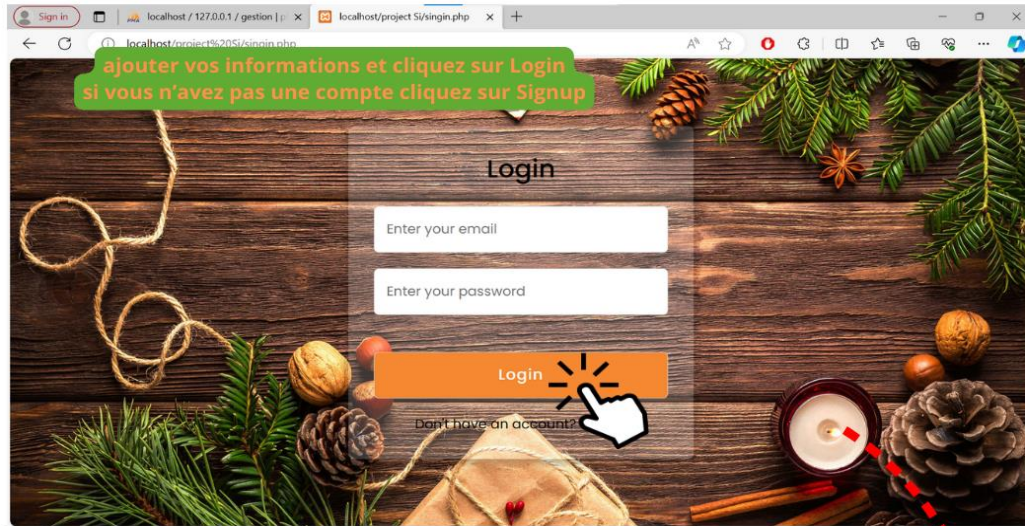 Sign in
localhost / 127.0.0.1 / gestion | p
localhost/project Si/singin.php
localhost/project%20Si/singin.php
ajouter vos informations et cliquez sur Login
si vous n'avez pas une compte cliquez sur Signup
Login
Enter your email
Enter your password
Login
Don't have an account?